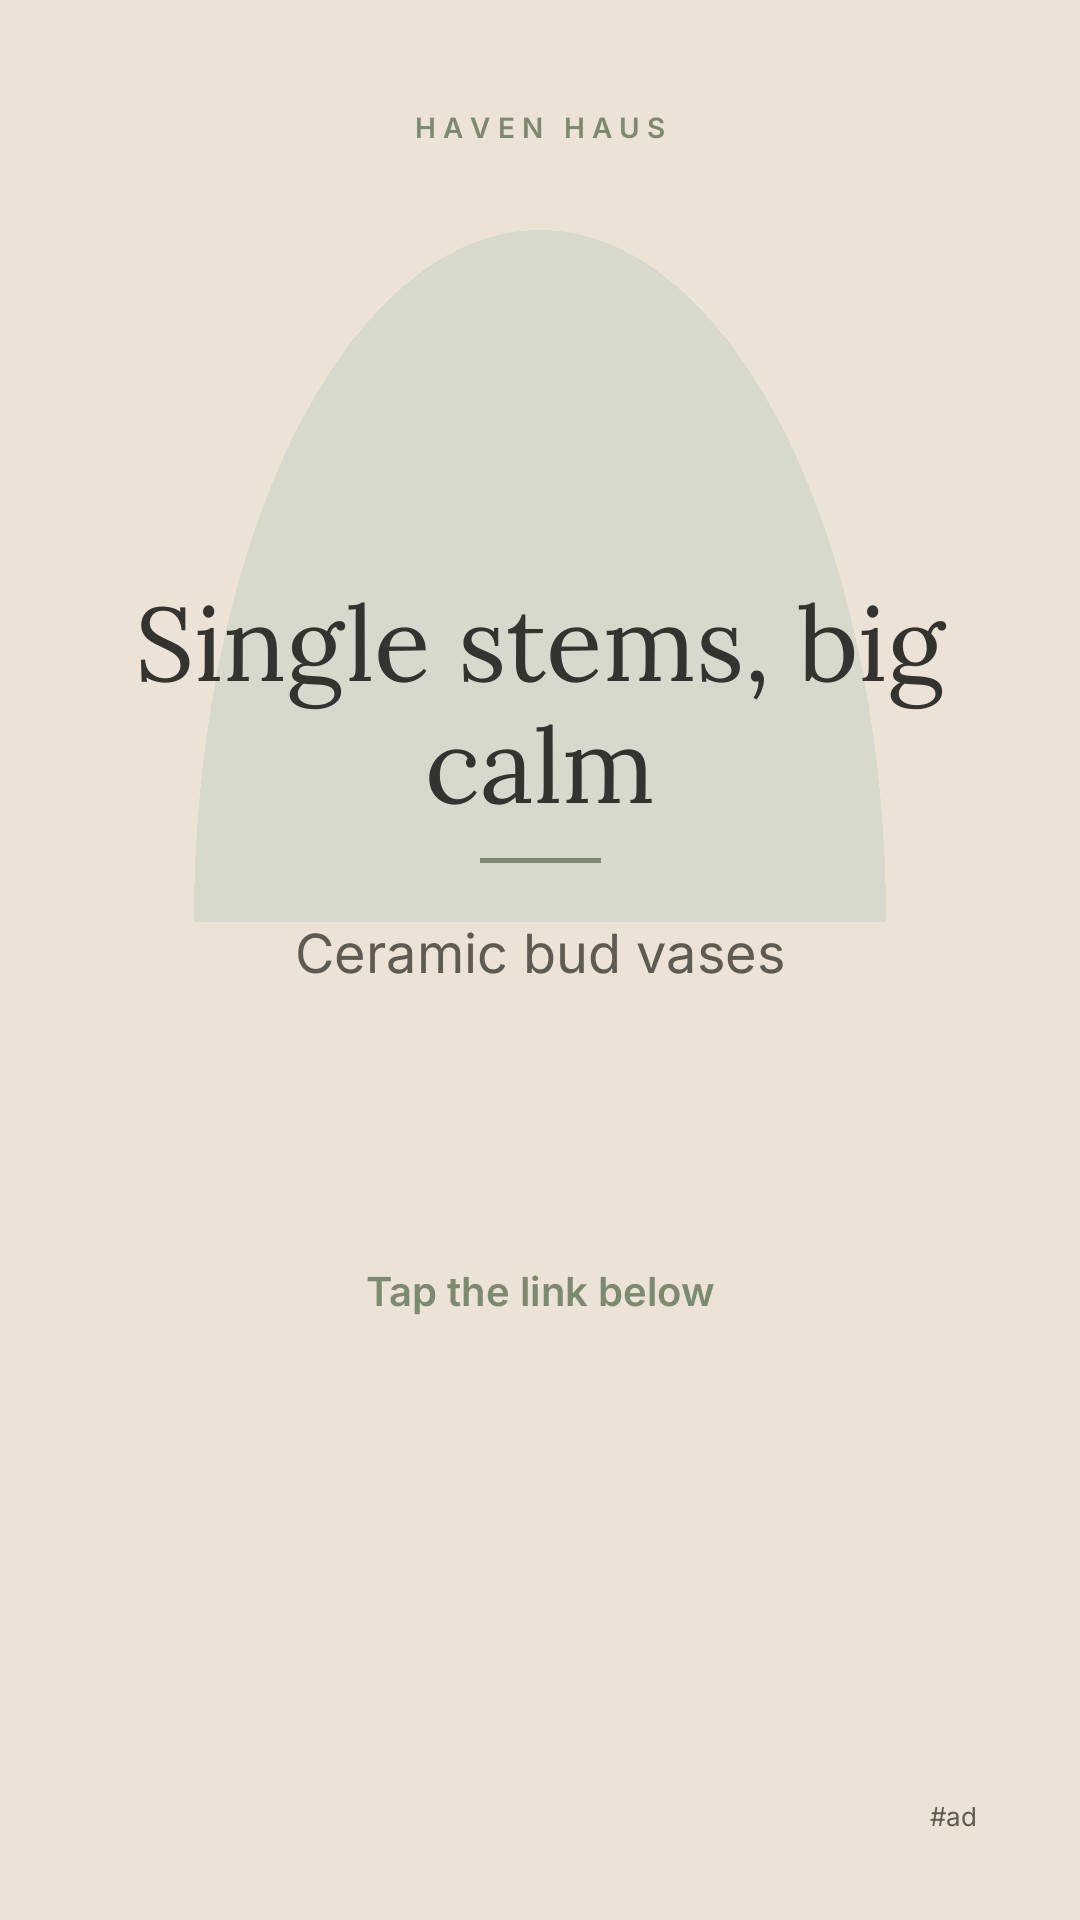 HAVEN HAUS
Single stems, big
calm
Ceramic bud vases
Tap the link below
#ad